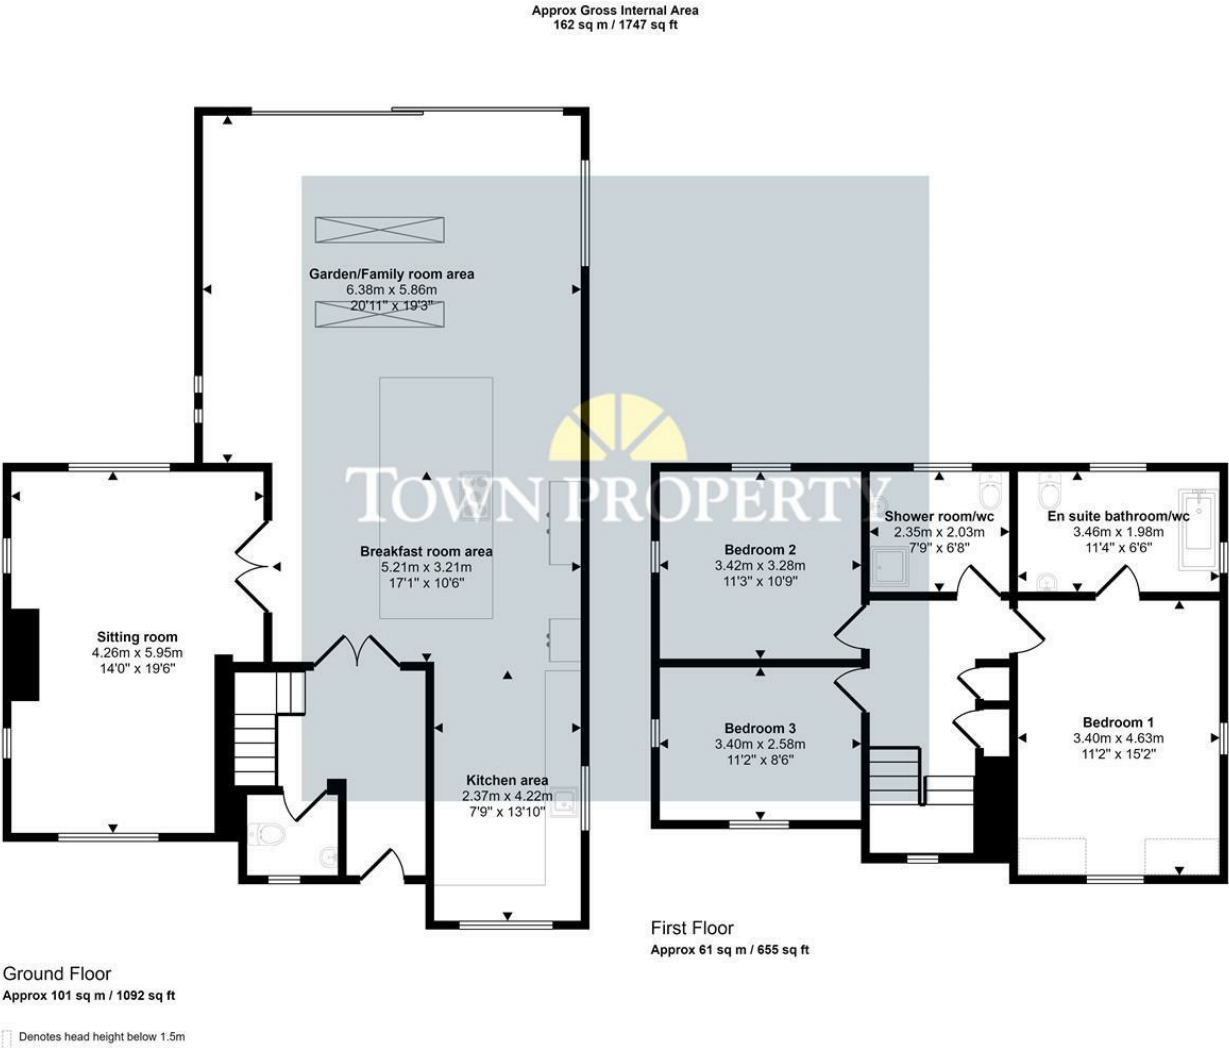 Approx Gross Internal Area
162 sq m / 1747 sq ft
Garden/Family room area
6.38m x 5.86m
20'11" x 19'3"
TOWN PROPERTY
Breakfast room area
5.21m x 3.21m
17'1" x 10'6"
Sitting room
4.26m x 5.95m
14'0" x 19'6"
Kitchen area
2.37m x 4.22m
7'9" x 13'10"
Bedroom 2
3.42m x 3.28m
11'3" x 10'9"
Shower room/wc
2.35m x 2.03m
7'9" x 6'8"
En suite bathroom/wc
3.46m x 1.98m
11'4" x 6'6"
Bedroom 3
3.40m x 2.58m
11'2" x 8'6"
Bedroom 1
3.40m x 4.63m
11'2" x 15'2"
First Floor
Approx 61 sq m / 655 sq ft
Ground Floor
Approx 101 sq m / 1092 sq ft
Denotes head height below 1.5m